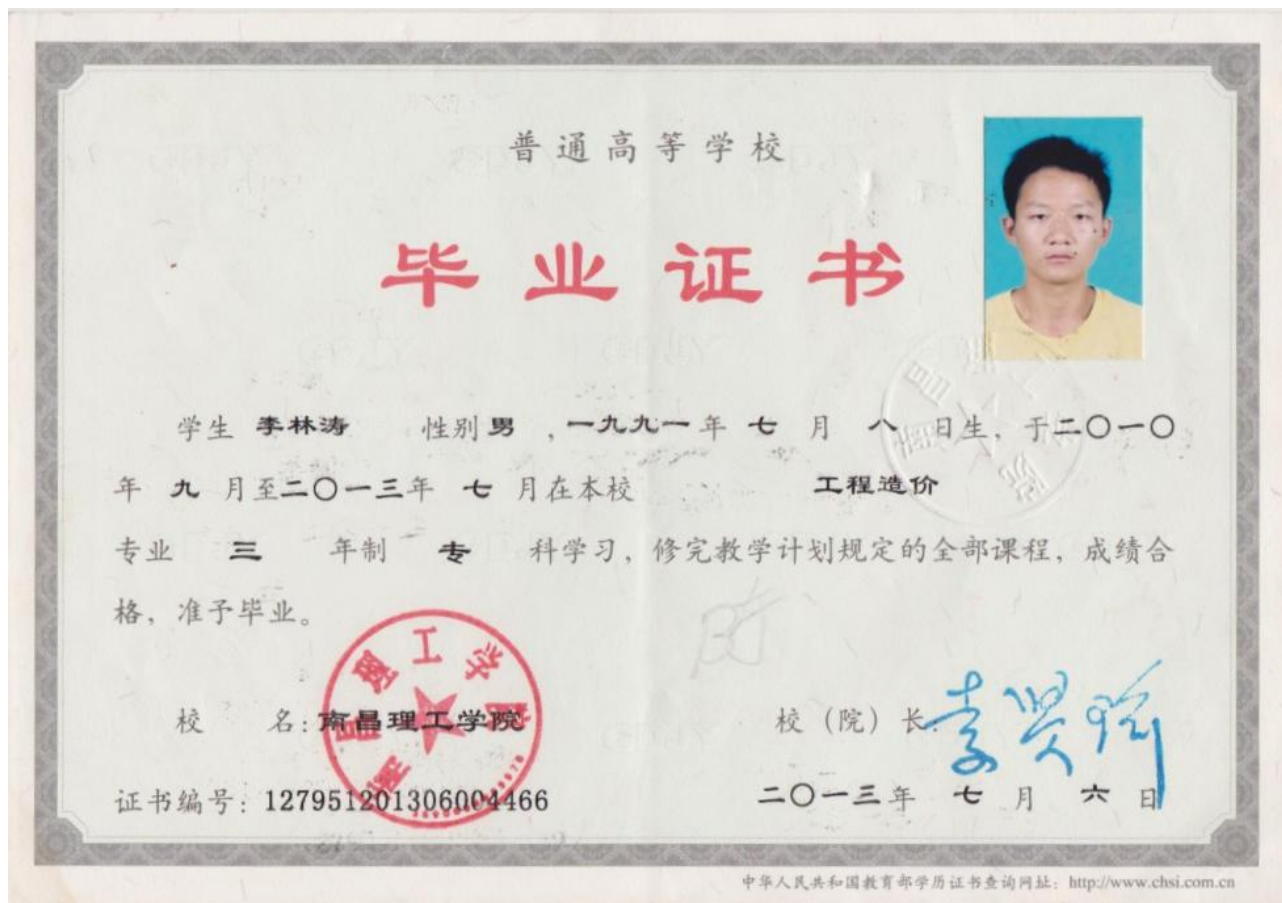 普通高等学校
毕业证书
学生 李林涛 性别 男 ，一九九一 年 七 月 八 日生，于二〇一〇
年 九 月至二〇一三年 七 月在本校 工程造价
专业 三 年制 专 科学习，修完教学计划规定的全部课程，成绩合
格，准予毕业。
校 名：南昌理工学院
校（院）长：
证书编号：127951201306004466
二〇一三年 七 月 六 日
中华人民共和国教育部学历证书查询网址：http://www.chsi.com.cn